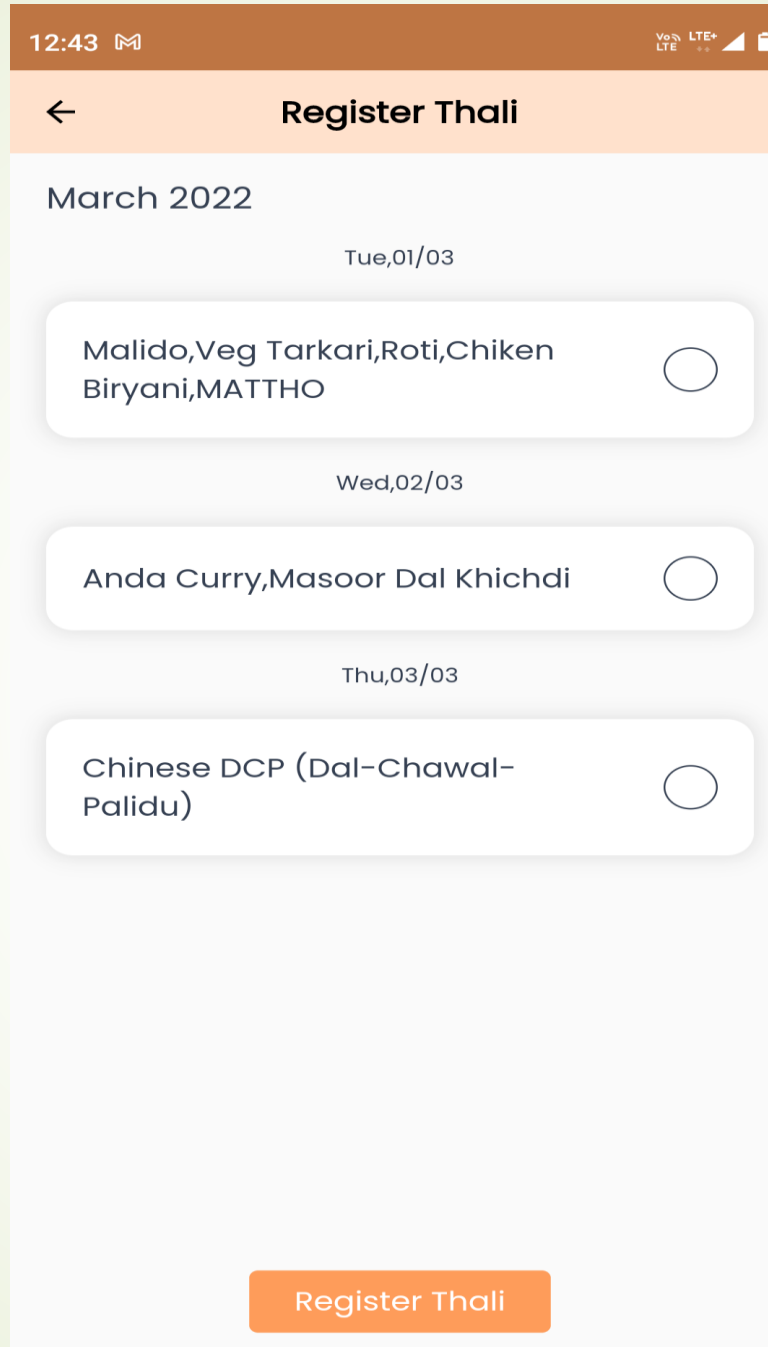 12:43
Vo LTE LTE+
Register Thali
March 2022
Tue,01/03
Malido,Veg Tarkari,Roti,Chiken
Biryani,MATTHO
Wed,02/03
Anda Curry,Masoor Dal Khichdi
Thu,03/03
Chinese DCP (Dal-Chawal-
Palidu)
Register Thali